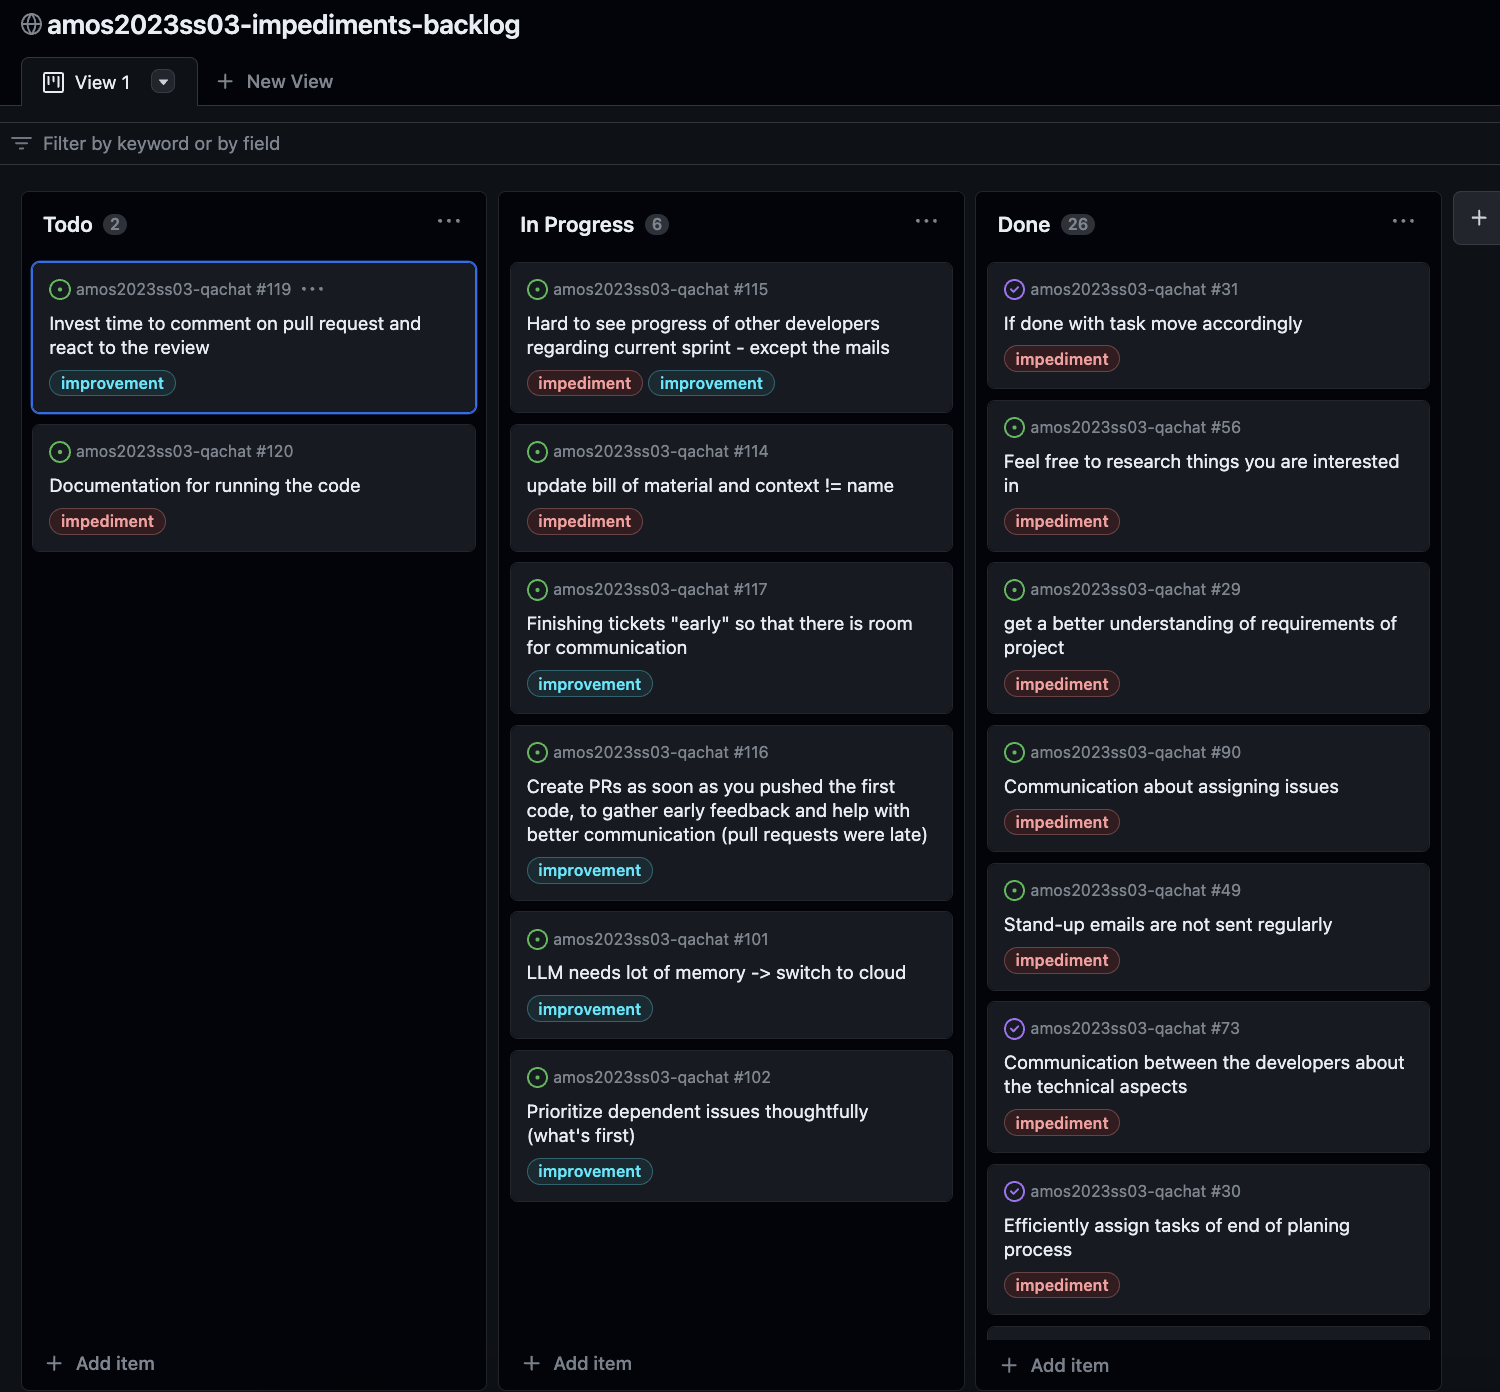 amos2023ss03-impediments-backlog
View 1
New View
Filter by keyword or by field
Todo 2
amos2023ss03-qachat #119
Invest time to comment on pull request and
react to the review
improvement
amos2023ss03-qachat #120
Documentation for running the code
impediment
Add item
In Progress 6
amos2023ss03-qachat #115
Hard to see progress of other developers
regarding current sprint - except the mails
impediment improvement
amos2023ss03-qachat #114
update bill of material and context != name
impediment
amos2023ss03-qachat #117
Finishing tickets "early" so that there is room
for communication
improvement
amos2023ss03-qachat #116
Create PRs as soon as you pushed the first
code, to gather early feedback and help with
better communication (pull requests were late)
improvement
amos2023ss03-qachat #101
LLM needs lot of memory -> switch to cloud
improvement
amos2023ss03-qachat #102
Prioritize dependent issues thoughtfully
(what's first)
improvement
Add item
Done 26
amos2023ss03-qachat #31
If done with task move accordingly
impediment
amos2023ss03-qachat #56
Feel free to research things you are interested
in
impediment
amos2023ss03-qachat #29
get a better understanding of requirements of
project
impediment
amos2023ss03-qachat #90
Communication about assigning issues
impediment
amos2023ss03-qachat #49
Stand-up emails are not sent regularly
impediment
amos2023ss03-qachat #73
Communication between the developers about
the technical aspects
impediment
amos2023ss03-qachat #30
Efficiently assign tasks of end of planing
process
impediment
Add item